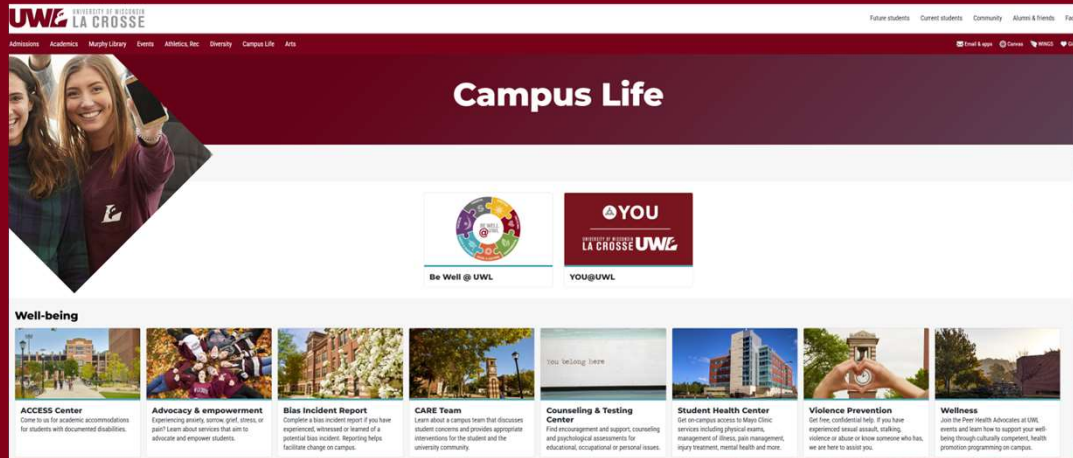 UWL UNIVERSITY OF WISCONSIN
LA CROSSE
Future students Current students Community Alumni & friends Fac
Admissions Academics Murphy Library Events Athletics, Rec Diversity Campus Life Arts
Email & apps Canvas WINGS
Campus Life
L
BE WELL
@UWL
YOU
UNIVERSITY OF WISCONSIN
LA CROSSE UWL
Be Well @ UWL
YOU@UWL
Well-being
you belong here
ACCESS Center
Come to us for academic accommodations
for students with documented disabilities.
Advocacy & empowerment
Experiencing anxiety, sorrow, grief, stress, or
pain? Learn about services that aim to
advocate and empower students.
Bias Incident Report
Complete a bias incident report if you have
experienced, witnessed or learned of a
potential bias incident. Reporting helps
facilitate change on campus.
CARE Team
Learn about a campus team that discusses
student concerns and provides appropriate
interventions for the student and the
university community.
Counseling & Testing
Center
Find encouragement and support, counseling
and psychological assessments for
educational, occupational or personal issues.
Student Health Center
Get on-campus access to Mayo Clinic
services including physical exams,
management of illness, pain management,
injury treatment, mental health and more.
Violence Prevention
Get free, confidential help. If you have
experienced sexual assault, stalking,
violence or abuse or know someone who has,
we are here to assist you.
Wellness
Join the Peer Health Advocates at UWL
events and learn how to support your well-
being through culturally competent, health
promotion programming on campus.